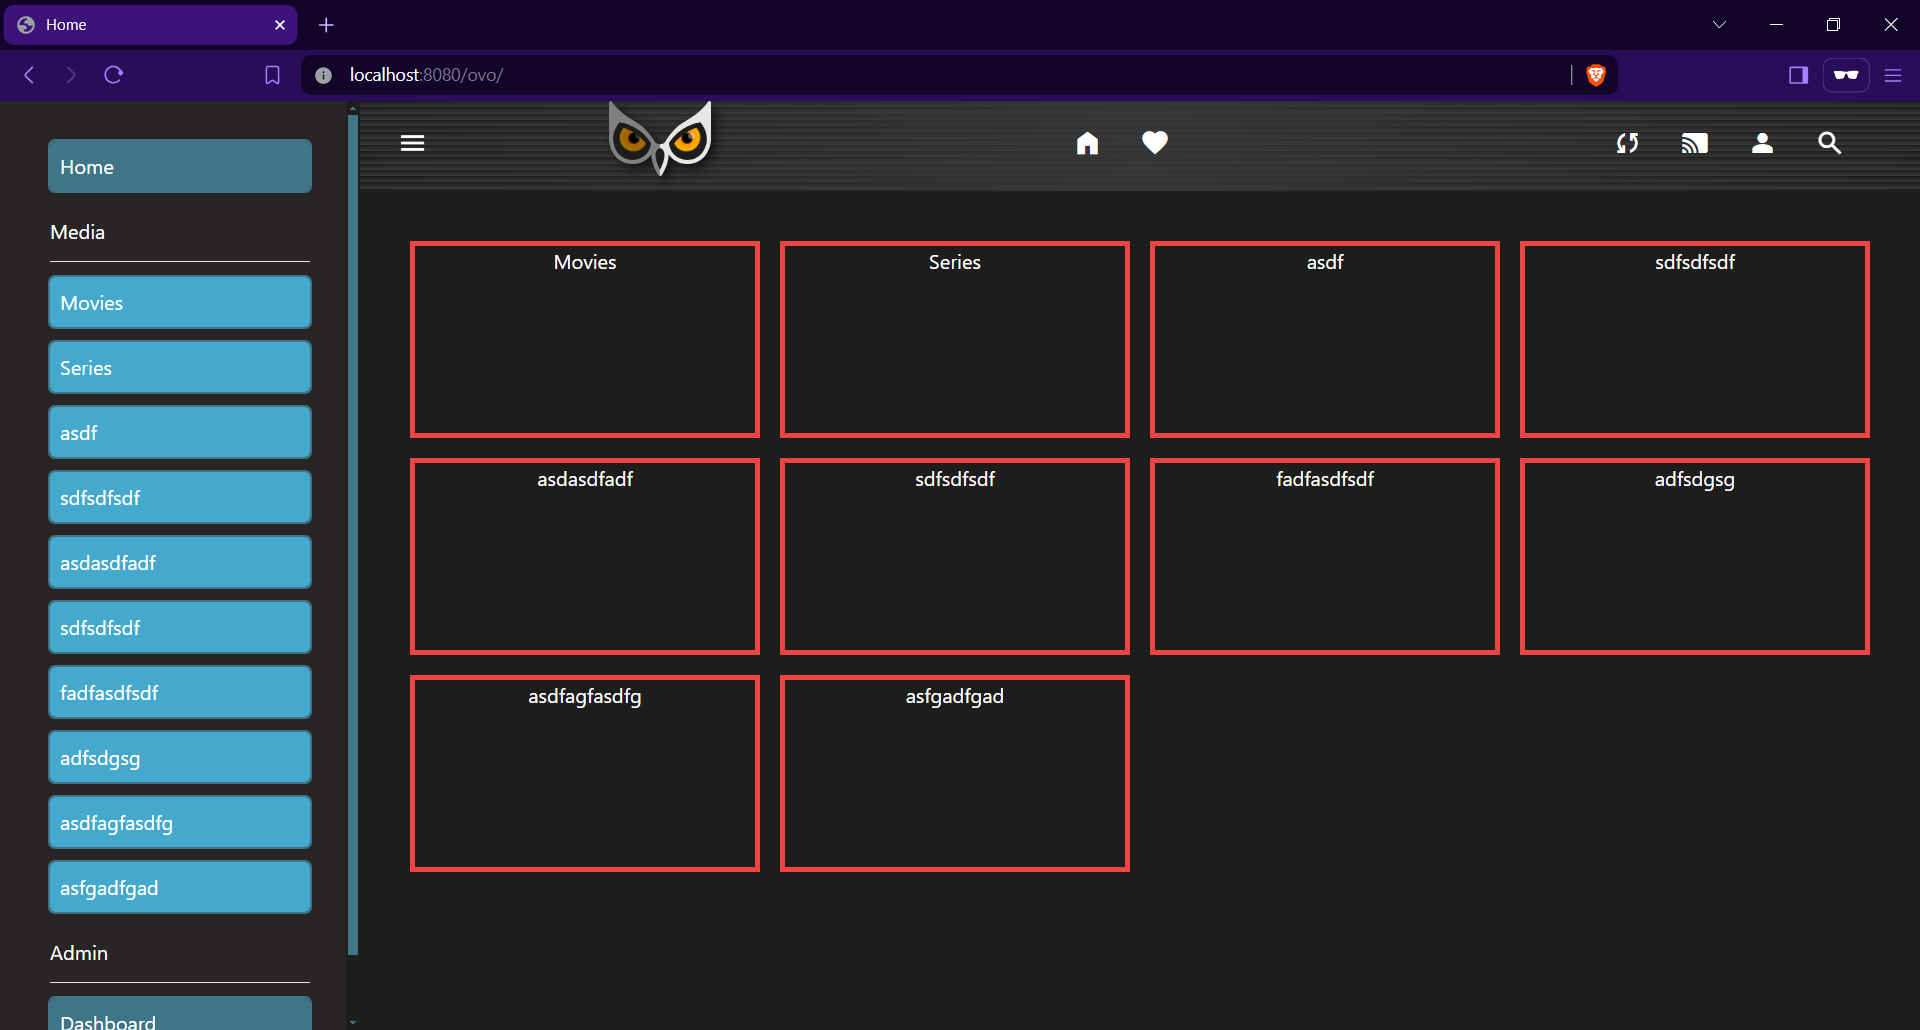 Home
localhost:8080/ovo/
Home
Media
Movies
Series
asdf
sdfsdfsdf
asdasdfadf
sdfsdfsdf
fadfasdfsdf
adfsdgsg
asdfagfasdfg
asfgadfgad
Admin
Dashboard
Movies
Series
asdf
sdfsdfsdf
asdasdfadf
sdfsdfsdf
fadfasdfsdf
adfsdgsg
asdfagfasdfg
asfgadfgad